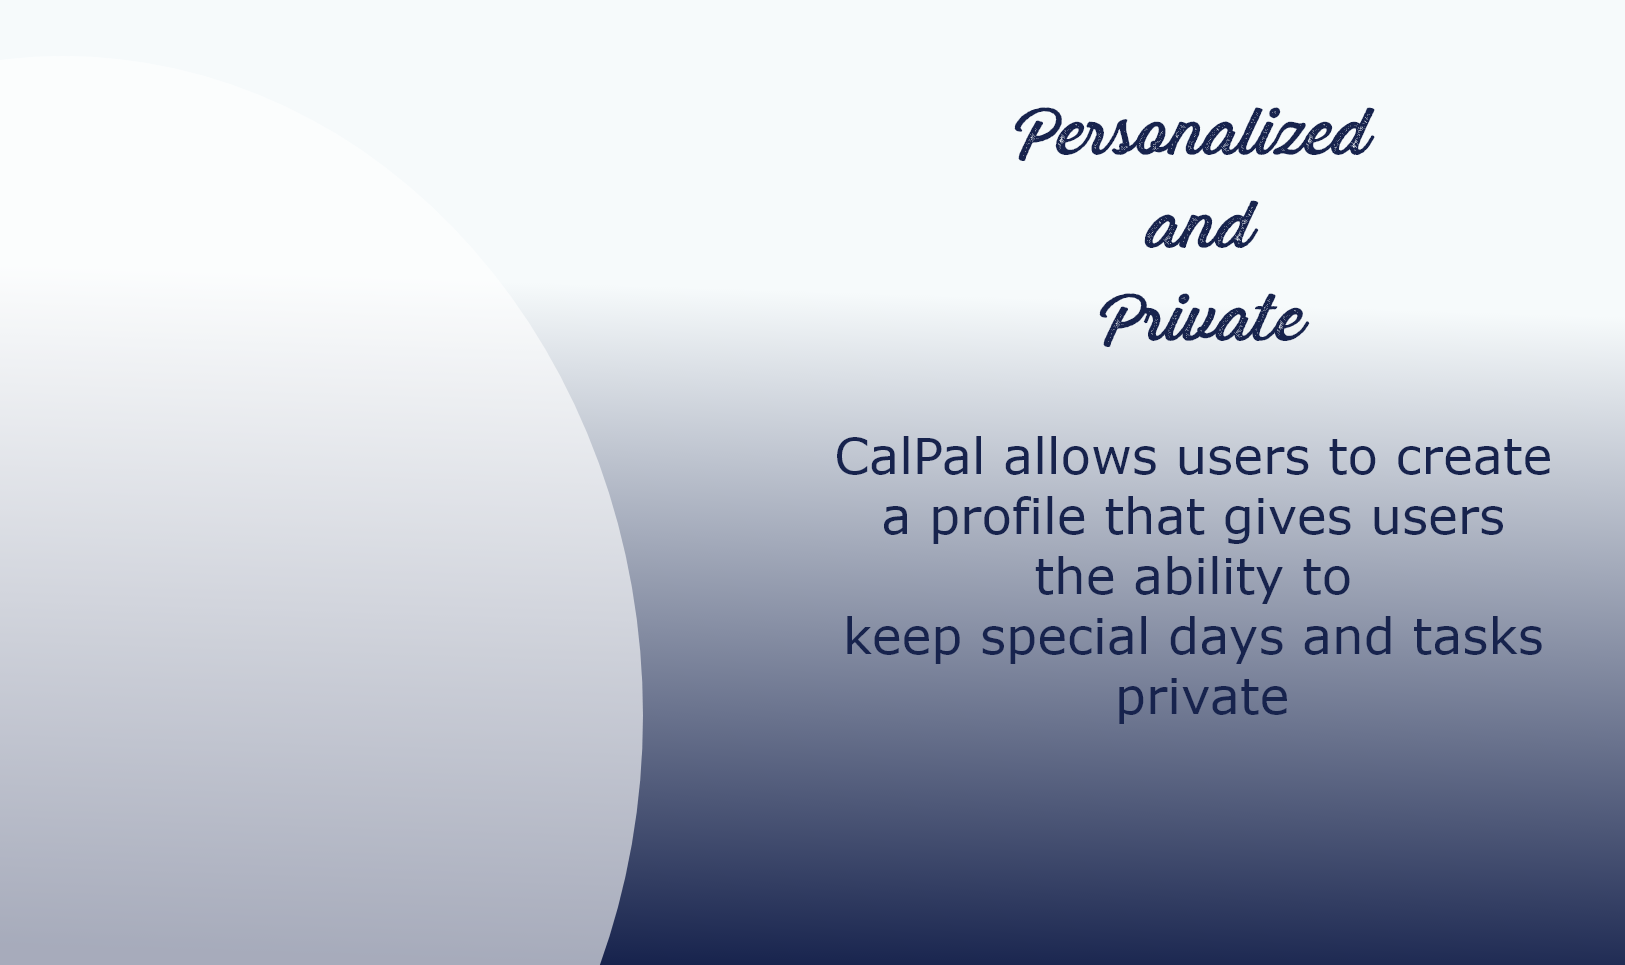 Personalized
and
Private
CalPal allows users to create
a profile that gives users
the ability to
keep special days and tasks
private